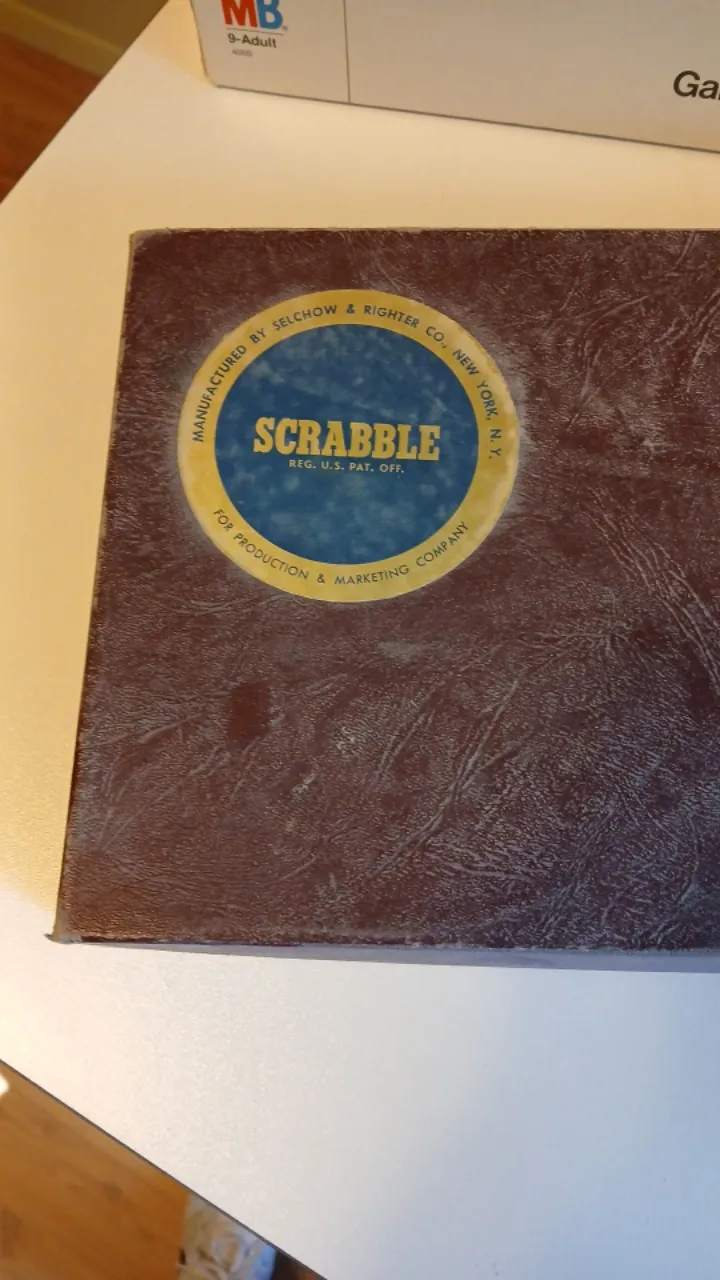 MB
9-Adult
Ga
MANUFACTURED BY SELCHOW & RIGHTER CO., NEW YORK, N.Y.
SCRABBLE
REG. U.S. PAT. OFF.
FOR PRODUCTION & MARKETING COMPANY